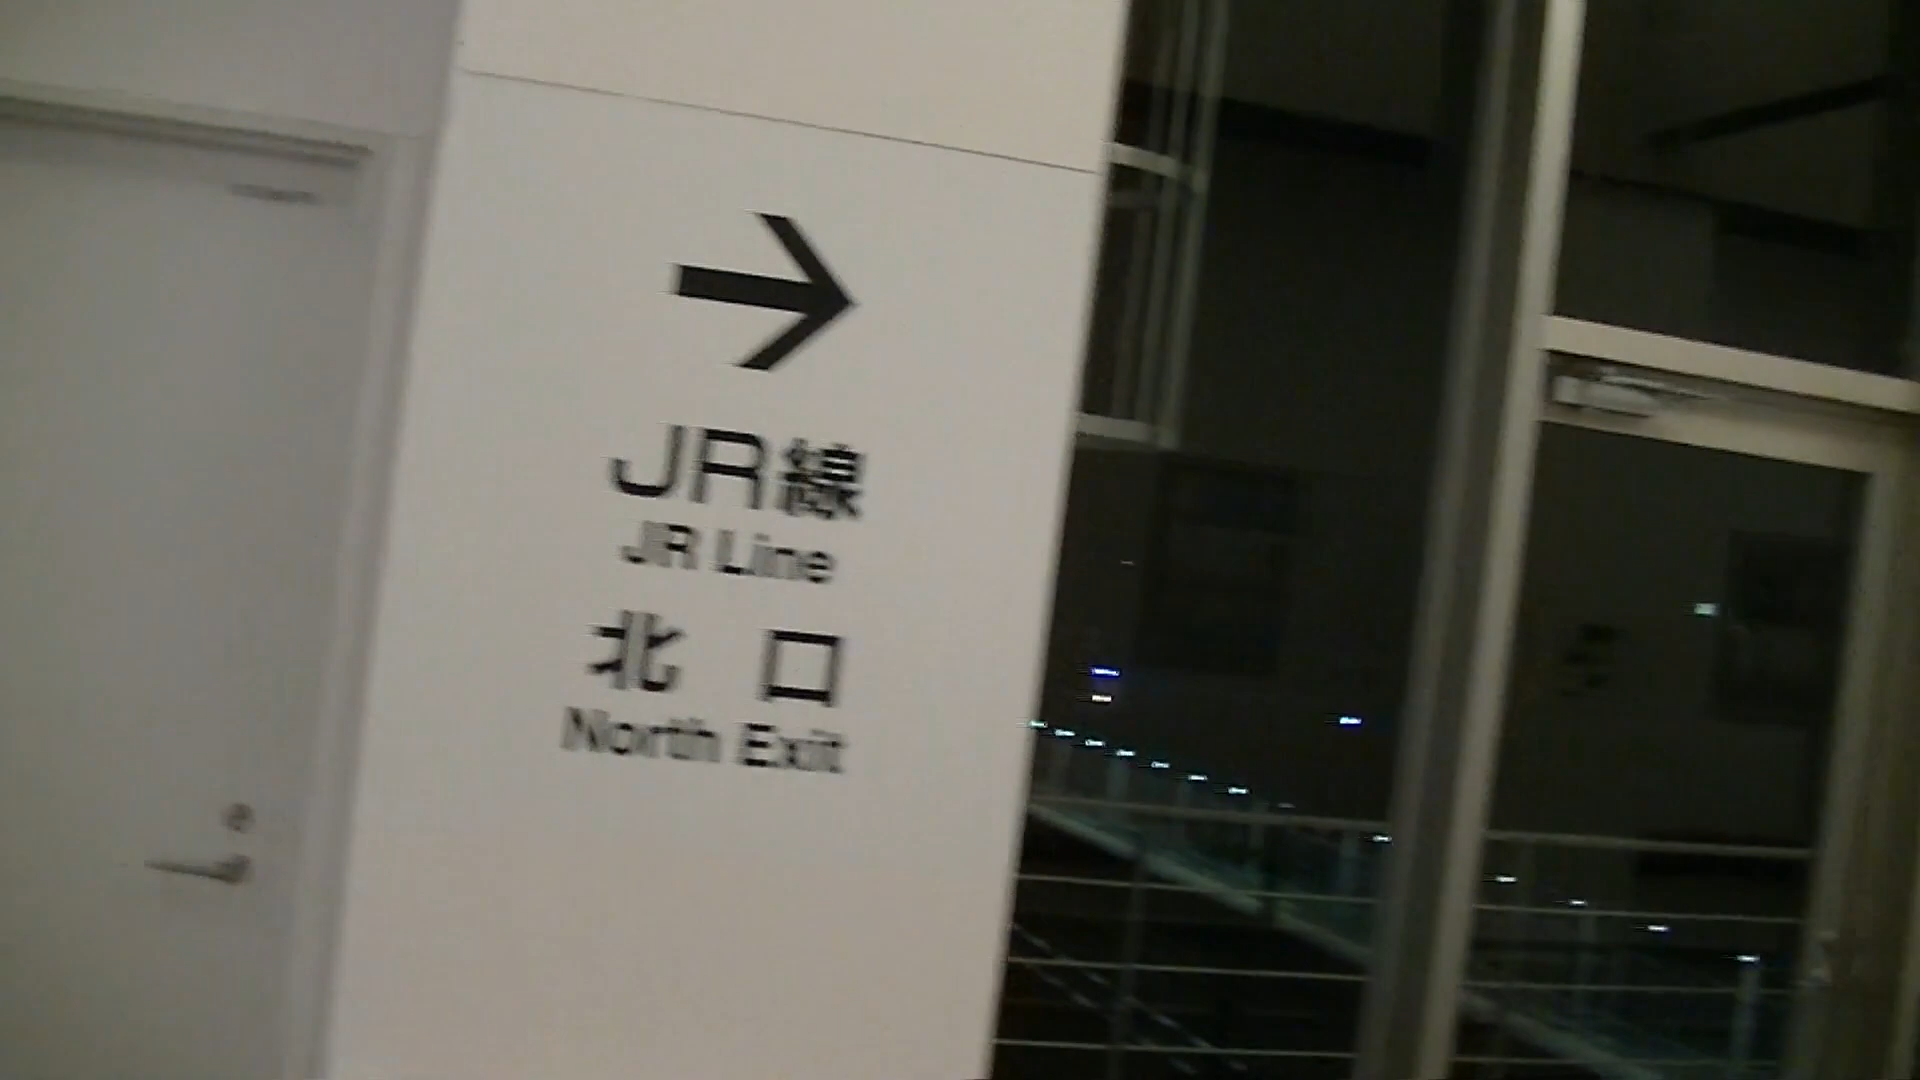 →
JR線
JR Line
北 口
North Exit